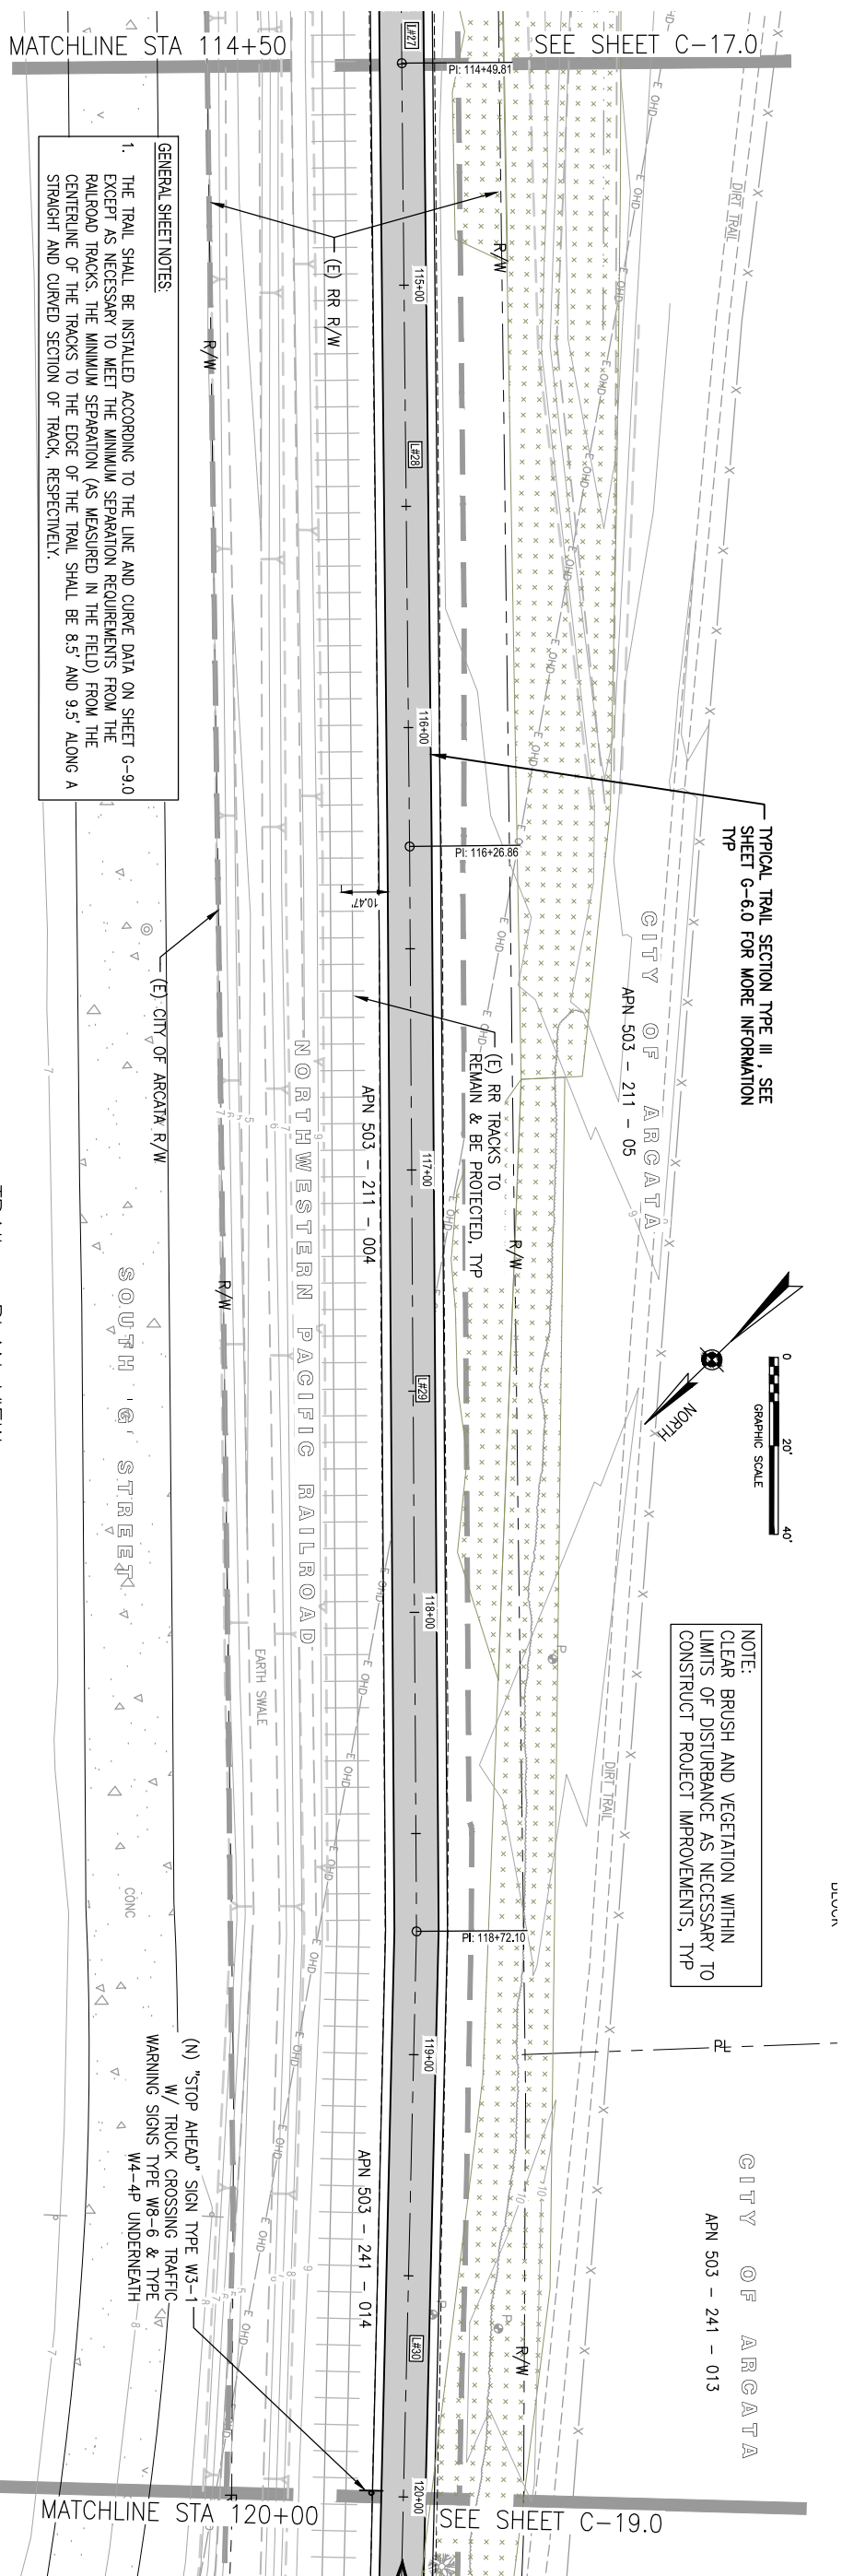 MATCHLINE STA 114+50
SEE SHEET C-17.0
L#27
PI: 114+49.81
E OHD
DIRT TRAIL
GENERAL SHEET NOTES:
1. THE TRAIL SHALL BE INSTALLED ACCORDING TO THE LINE AND CURVE DATA ON SHEET G-9.0
EXCEPT AS NECESSARY TO MEET THE MINIMUM SEPARATION REQUIREMENTS FROM THE
RAILROAD TRACKS. THE MINIMUM SEPARATION (AS MEASURED IN THE FIELD) FROM THE
CENTERLINE OF THE TRACKS TO THE EDGE OF THE TRAIL SHALL BE 8.5' AND 9.5' ALONG A
STRAIGHT AND CURVED SECTION OF TRACK, RESPECTIVELY.
(E) RR R/W
R/W
R/W
115+00
L#28
116+00
TYPICAL TRAIL SECTION TYPE III , SEE
SHEET G-6.0 FOR MORE INFORMATION
TYP
PI: 116+26.86
10.47'
CITY OF ARCATA
APN 503 - 211 - 05
(E) CITY OF ARCATA R/W
(E) RR TRACKS TO
REMAIN & BE PROTECTED, TYP
NORTHWESTERN PACIFIC RAILROAD
APN 503 - 211 - 004
117+00
R/W
R/W
SOUTH 'G' STREET
NORTH
0 20' 40'
GRAPHIC SCALE
L#29
118+00
NOTE:
CLEAR BRUSH AND VEGETATION WITHIN
LIMITS OF DISTURBANCE AS NECESSARY TO
CONSTRUCT PROJECT IMPROVEMENTS, TYP
EARTH SWALE
DIRT TRAIL
CONC
PI: 118+72.10
119+00
PL
CITY OF ARCATA
APN 503 - 241 - 013
(N) "STOP AHEAD" SIGN TYPE W3-1
W/ TRUCK CROSSING TRAFFIC
WARNING SIGNS TYPE W8-6 & TYPE
W4-4P UNDERNEATH
APN 503 - 241 - 014
L#30
R/W
120+00
MATCHLINE STA 120+00
SEE SHEET C-19.0